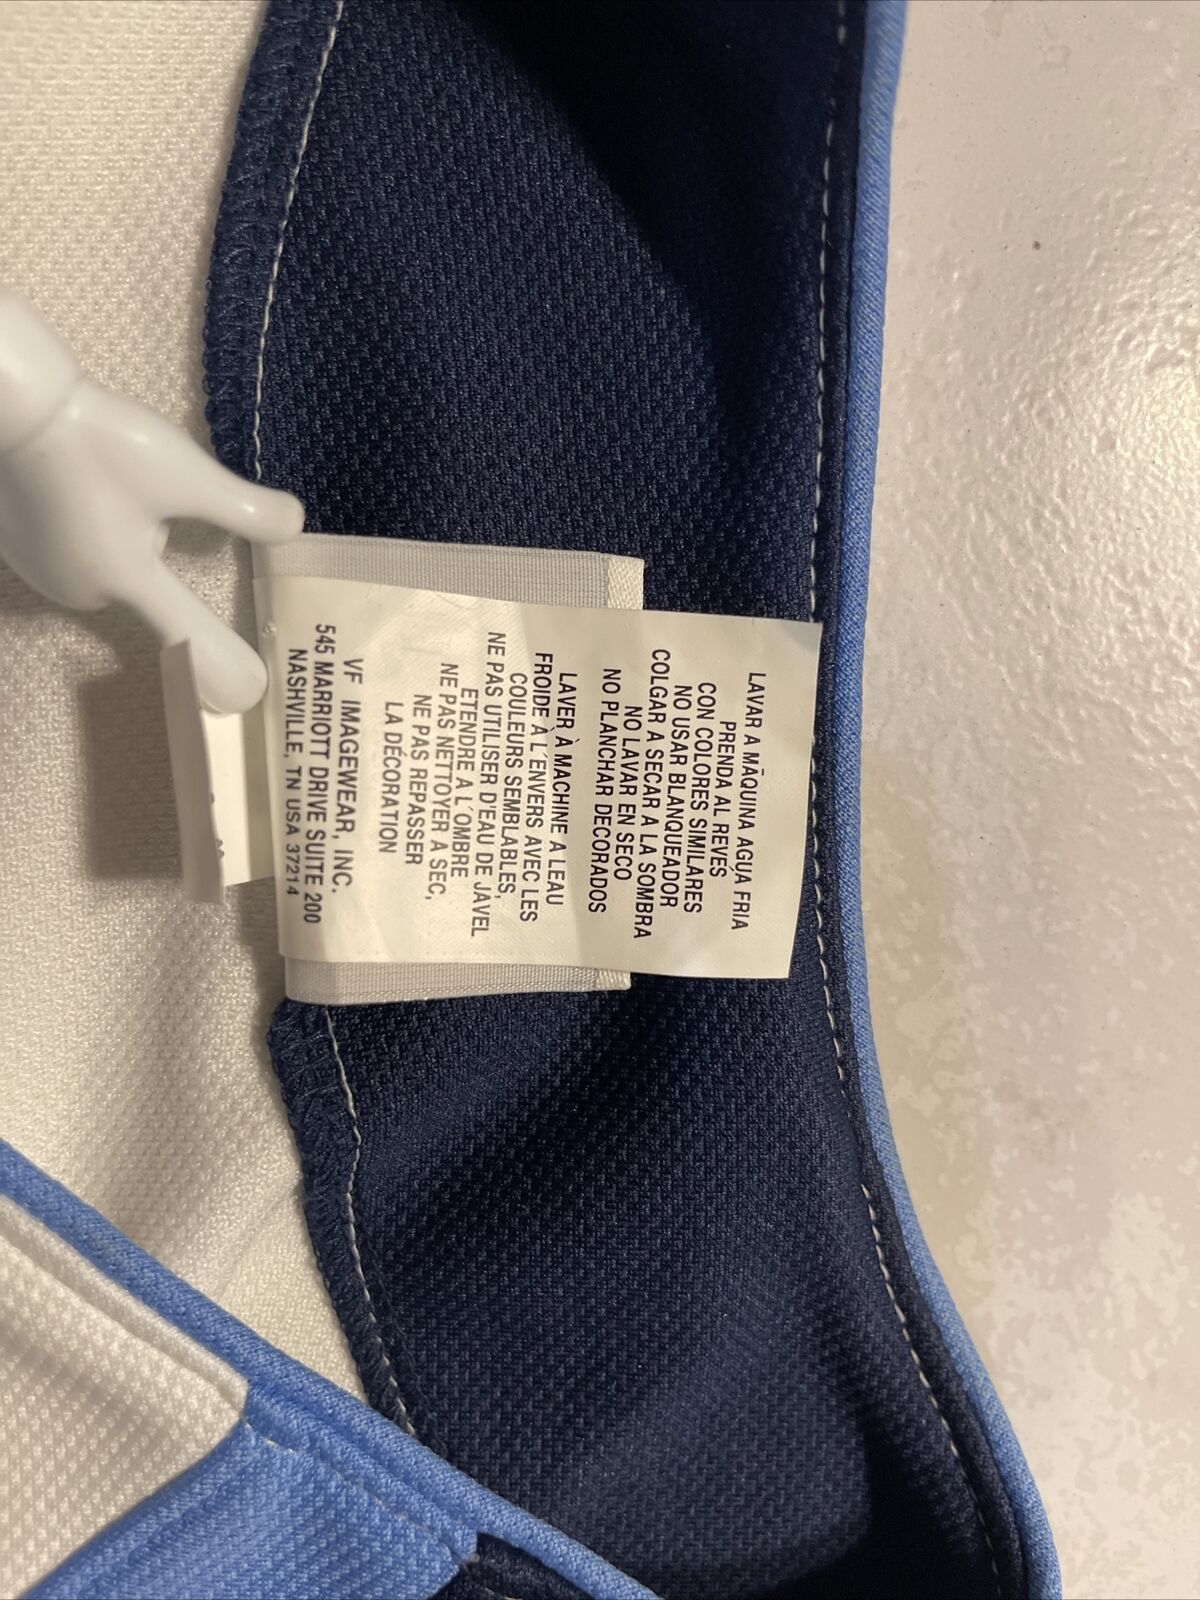 LAVAR A MĀQUINA AGUA FRIA
PRENDA AL REVÉS
CON COLORES SIMILARES
NO USAR BLANQUEADOR
COLGAR A SECAR A LA SOMBRA
NO LAVAR EN SECO
NO PLANCHAR DECORADOS
LAVER À MACHINE A LEAU
FROIDE À L´ENVERS AVEC LES
COULEURS SEMBLABLES,
NE PAS UTILISER D'EAU DE JAVEL
ETENDRE A L´OMBRE
NE PAS NETTOYER A SEC,
NE PAS REPASSER
LA DÉCORATION
VF IMAGEWEAR, INC.
545 MARRIOTT DRIVE SUITE 200
NASHVILLE, TN USA 37214